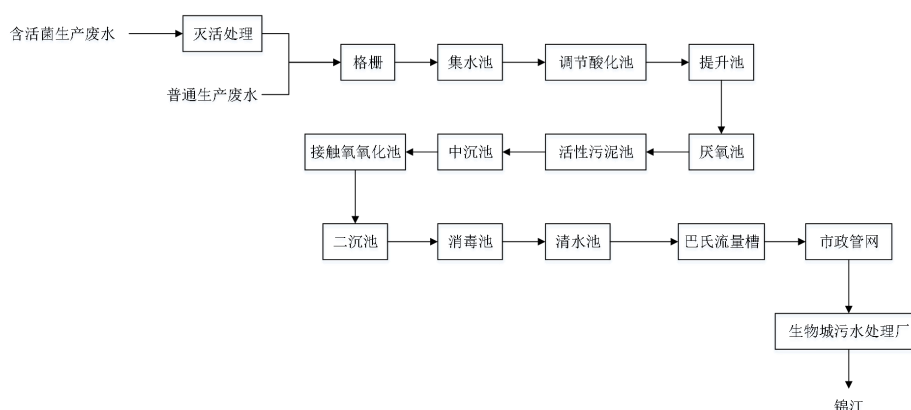 含活菌生产废水
灭活处理
普通生产废水
格栅
集水池
调节酸化池
提升池
接触氧氧化池
中沉池
活性污泥池
厌氧池
二沉池
消毒池
清水池
巴氏流量槽
市政管网
生物城污水处理厂
锦江